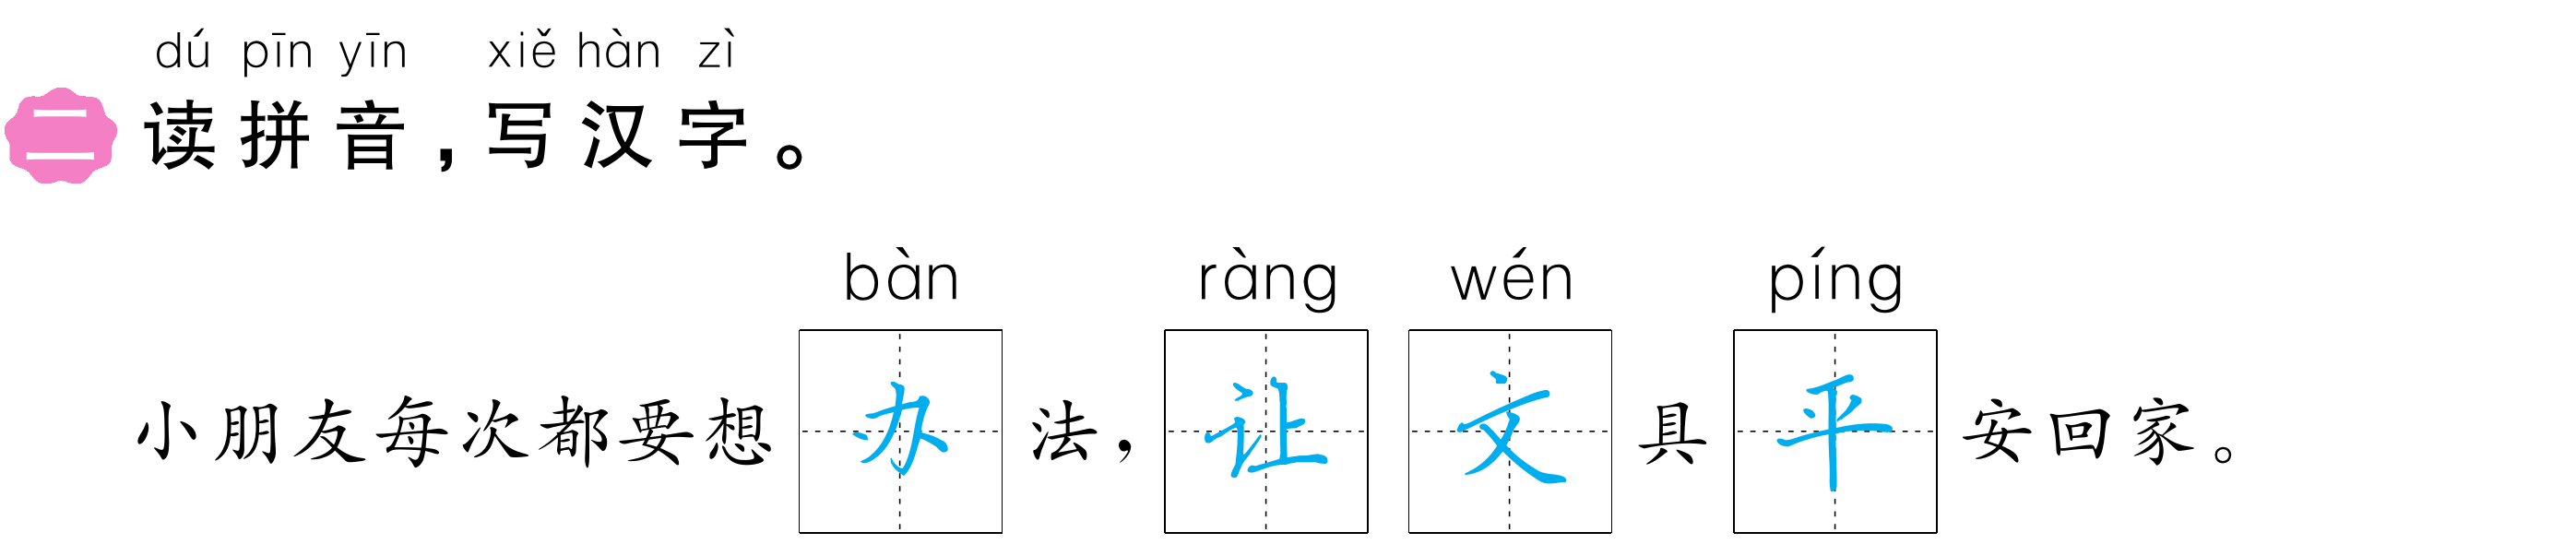 dú pīn yīn xiě hàn zì
二 读拼音,写汉字。
bàn ràng wén píng
小朋友每次都要想办法,让文具平安回家。